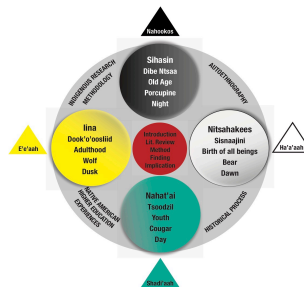 Nahookos
INDIGENOUS RESEARCH
METHODOLOGY
AUTOETHNOGRAPHY
Sihasin
Dibe Ntsaa
Old Age
Porcupine
Night
Iina
Dook'o'oosliid
Adulthood
Wolf
Dusk
Introduction
Lit. Review
Method
Finding
Implication
Nitsahakees
Sisnaajini
Birth of all beings
Bear
Dawn
E'e'aah
Ha'a'aah
Nahat'ai
Tsoodzil
Youth
Cougar
Day
NATIVE AMERICAN
HIGHER EDUCATION
EXPERIENCES
HISTORICAL PROCESS
Shadi'aah